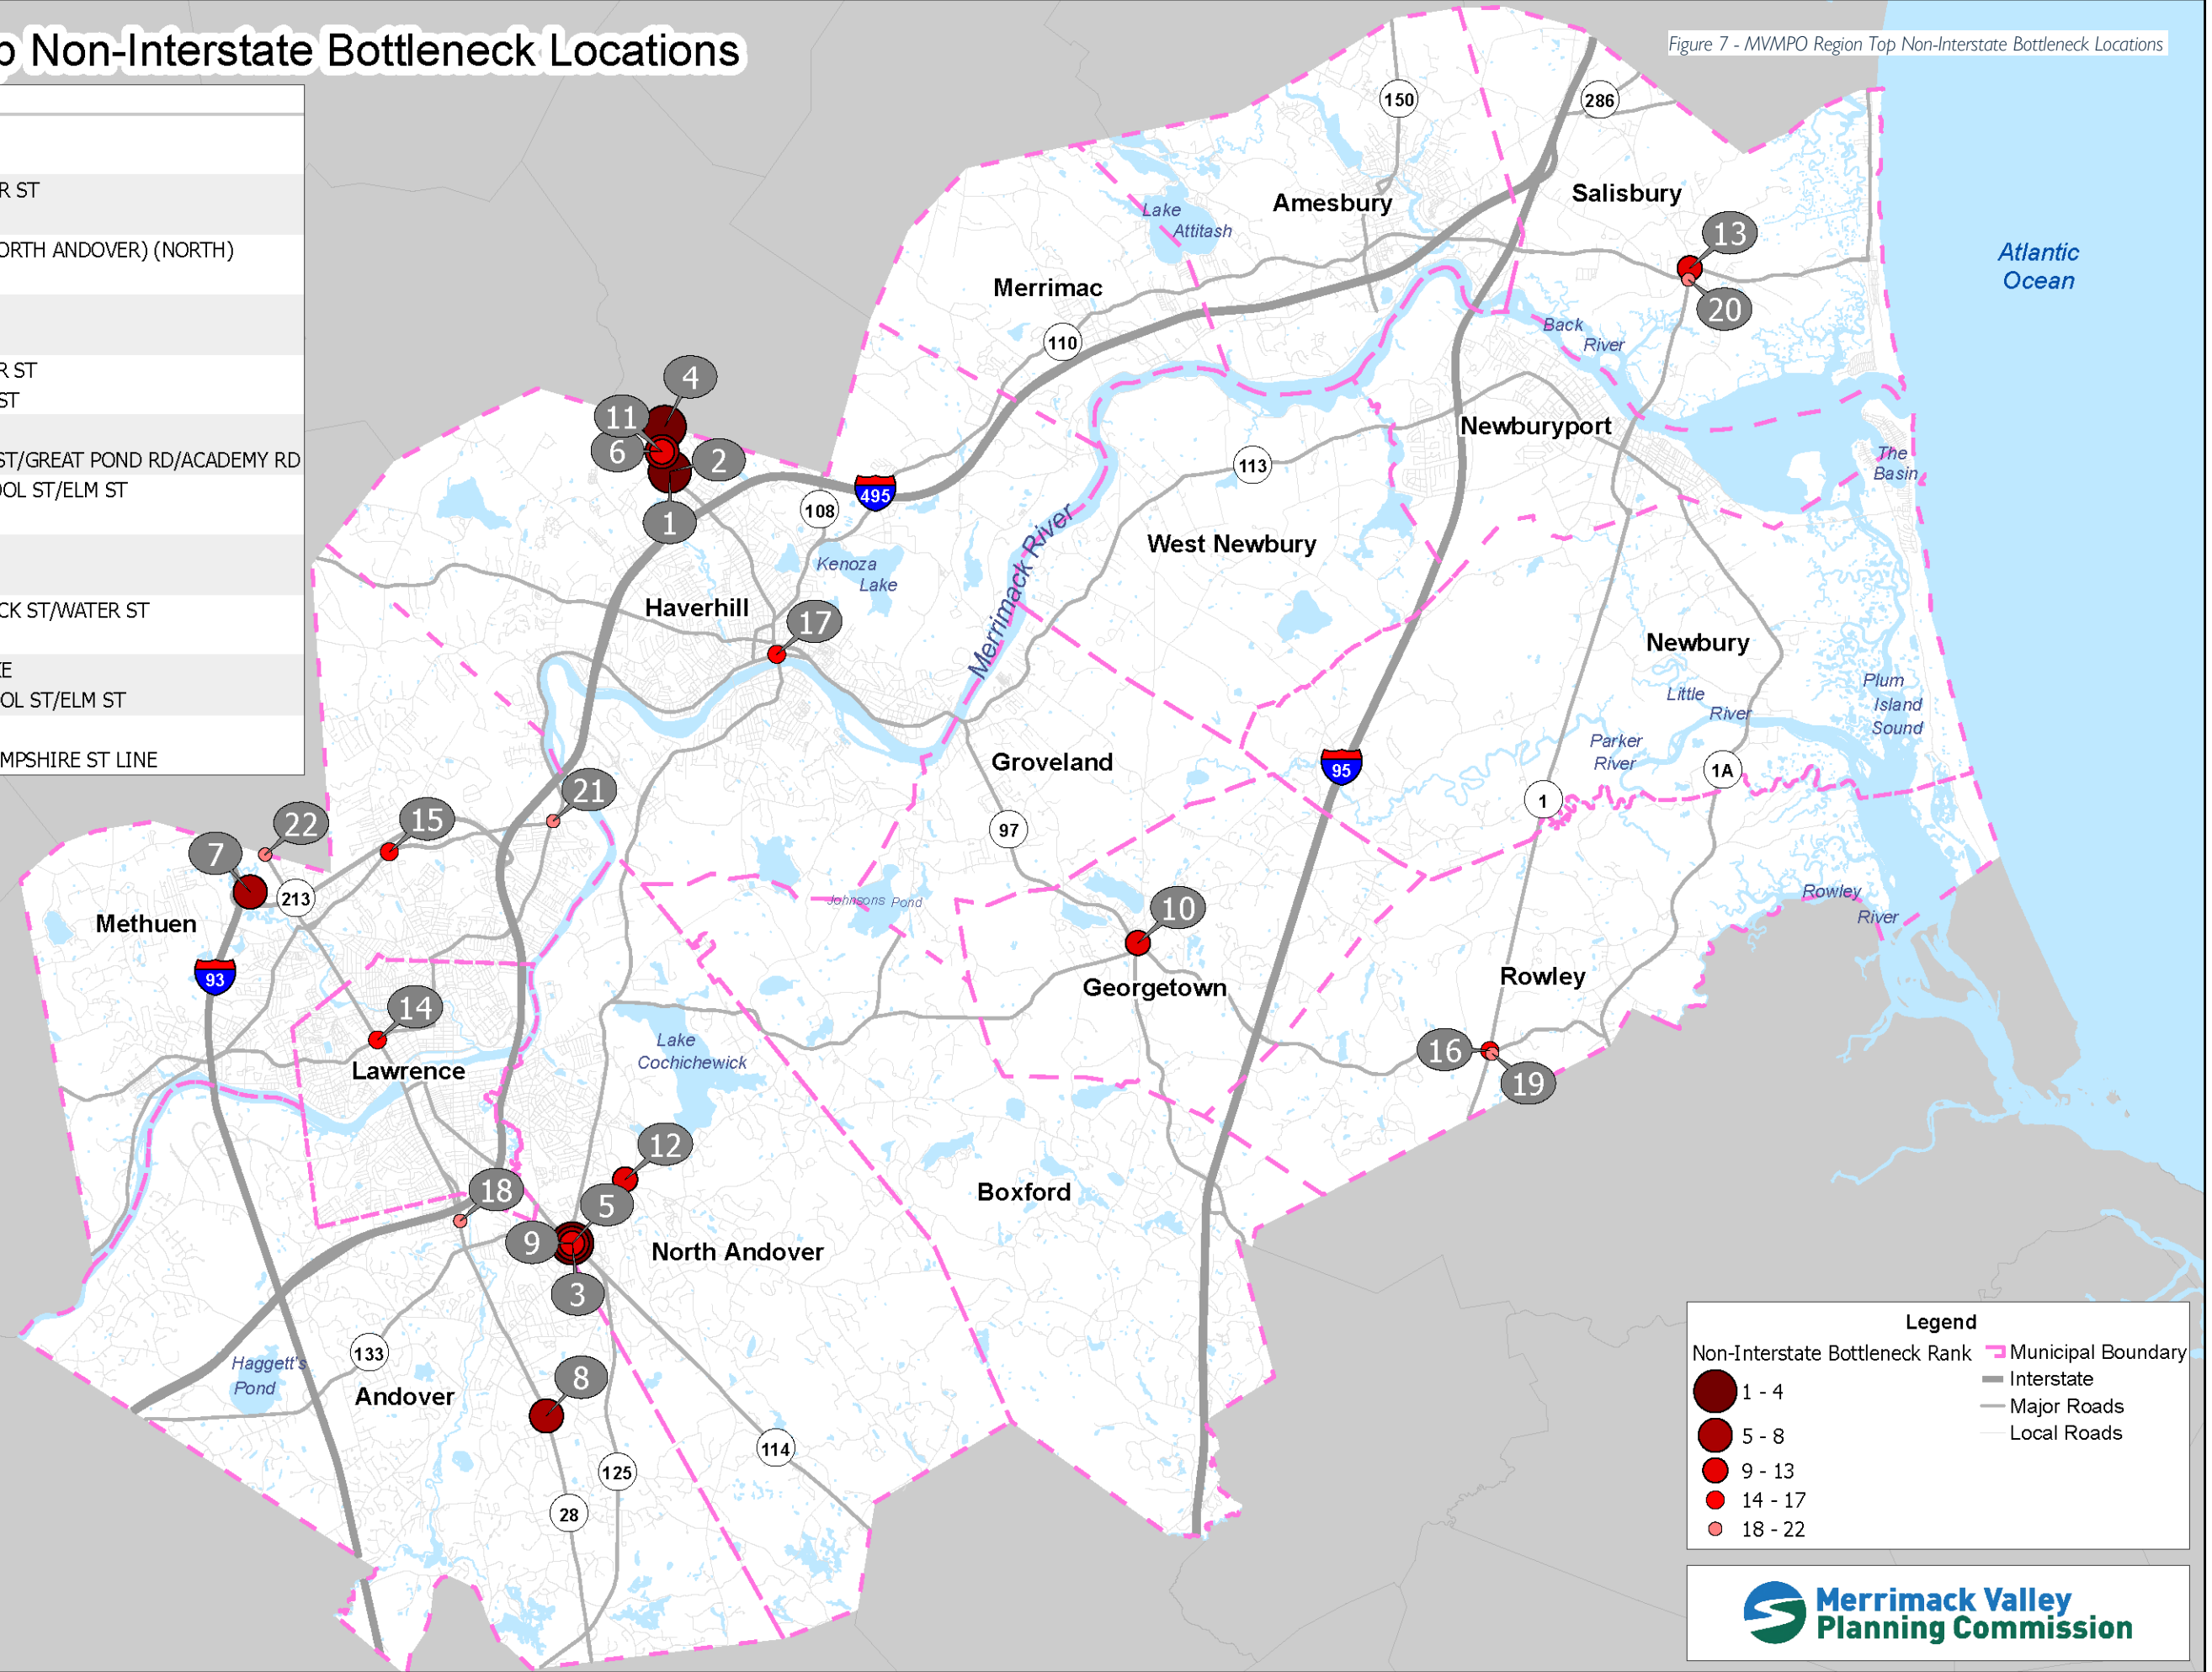 Non-Interstate Bottleneck Locations
Figure 7 - MVMPO Region Top Non-Interstate Bottleneck Locations
R ST
ORTH ANDOVER) (NORTH)
R ST
ST
ST/GREAT POND RD/ACADEMY RD
OOL ST/ELM ST
CK ST/WATER ST
KE
OOL ST/ELM ST
MPSHIRE ST LINE
150
286
Amesbury
Salisbury
Lake
Attitash
13
Atlantic
Ocean
Merrimac
20
Back
River
110
4
11
6
2
Newburyport
The
Basin
113
495
108
1
West Newbury
Merrimack River
Kenoza
Lake
Haverhill
17
Newbury
Little
River
Plum
Island
Sound
Parker
River
Groveland
95
1A
1
21
22
15
97
7
213
Methuen
Johnsons Pond
Rowley
River
10
93
Georgetown
Rowley
14
Lake
Cochichewick
Lawrence
16
19
12
18
5
Boxford
9
North Andover
3
133
Haggett's
Pond
Andover
8
114
125
28
Legend
Non-Interstate Bottleneck Rank
1 - 4
5 - 8
9 - 13
14 - 17
18 - 22
Municipal Boundary
Interstate
Major Roads
Local Roads
Merrimack Valley
Planning Commission